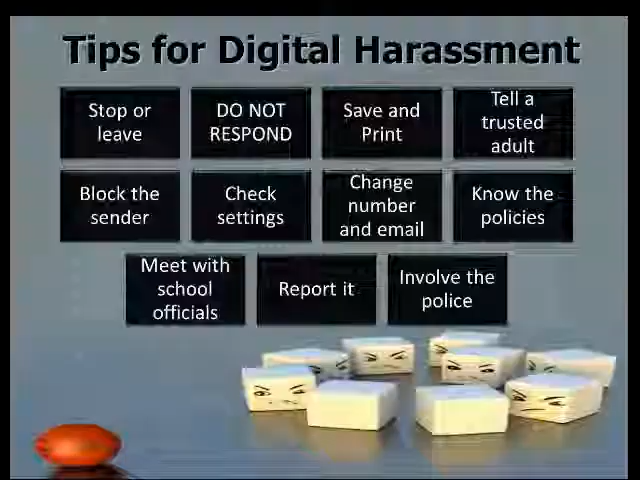 Tips for Digital Harassment
Stop or
leave
DO NOT
RESPOND
Save and
Print
Tell a
trusted
adult
Block the
sender
Check
settings
Change
number
and email
Know the
policies
Meet with
school
officials
Report it
Involve the
police